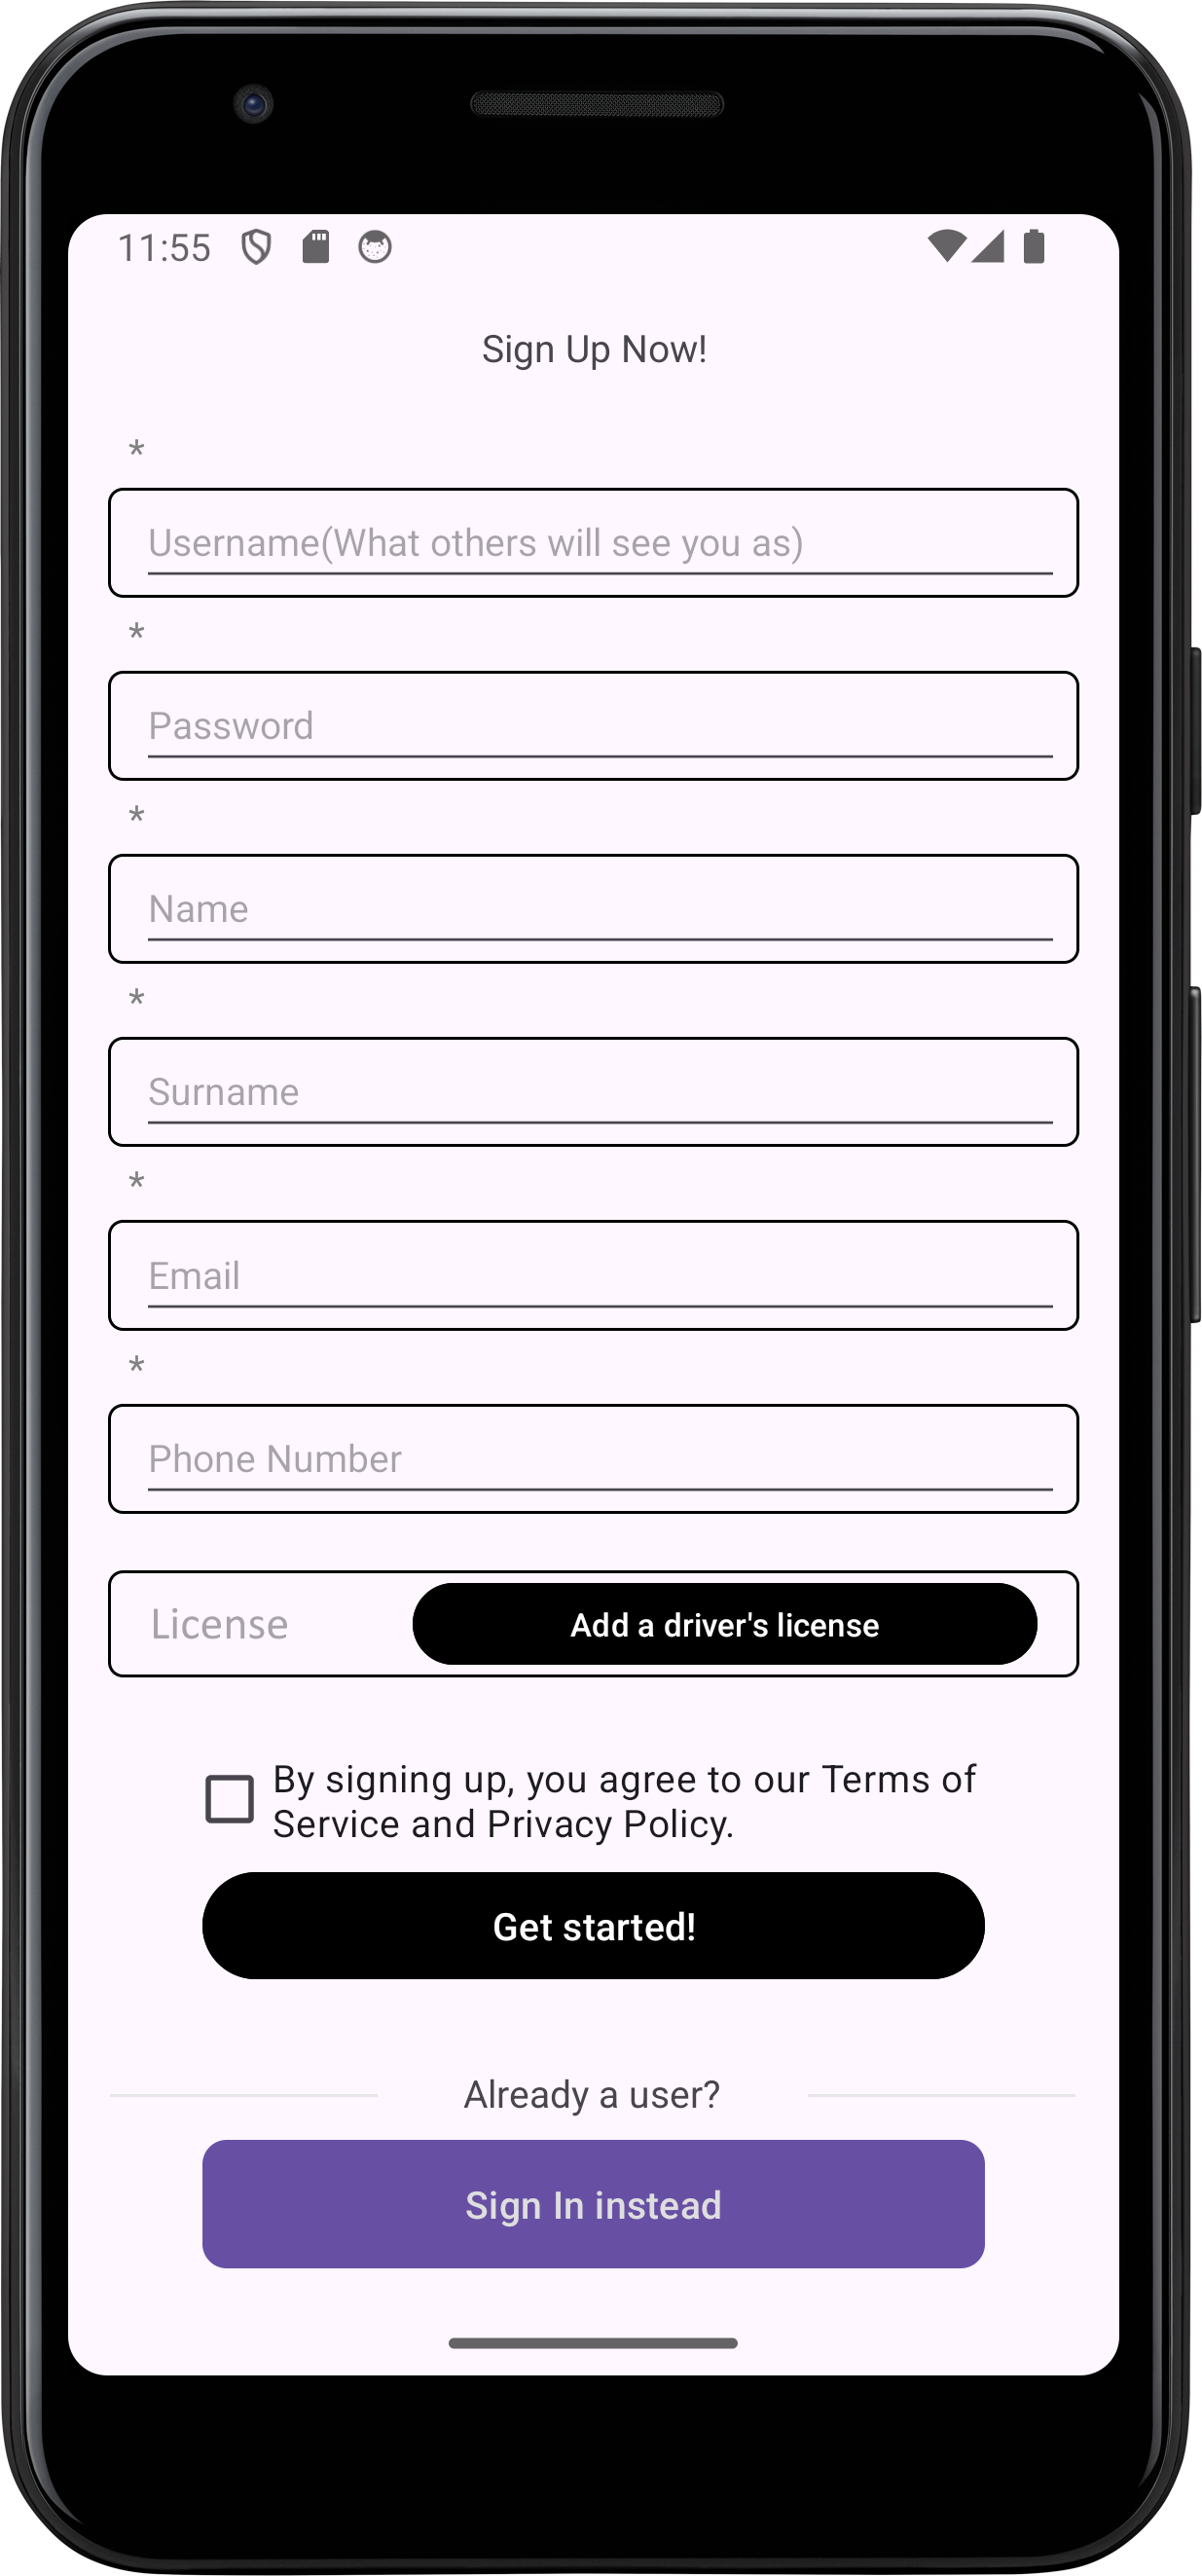 11:55
Sign Up Now!
*
Username(What others will see you as)
*
Password
*
Name
*
Surname
*
Email
*
Phone Number
License
Add a driver's license
By signing up, you agree to our Terms of
Service and Privacy Policy.
Get started!
Already a user?
Sign In instead